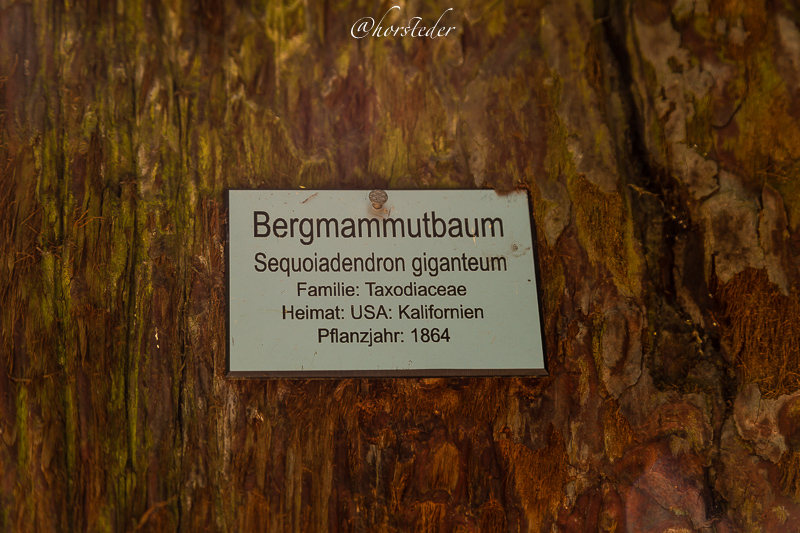 @horsteder
Bergmammutbaum
Sequoiadendron giganteum
Familie: Taxodiaceae
Heimat: USA: Kalifornien
Pflanzjahr: 1864